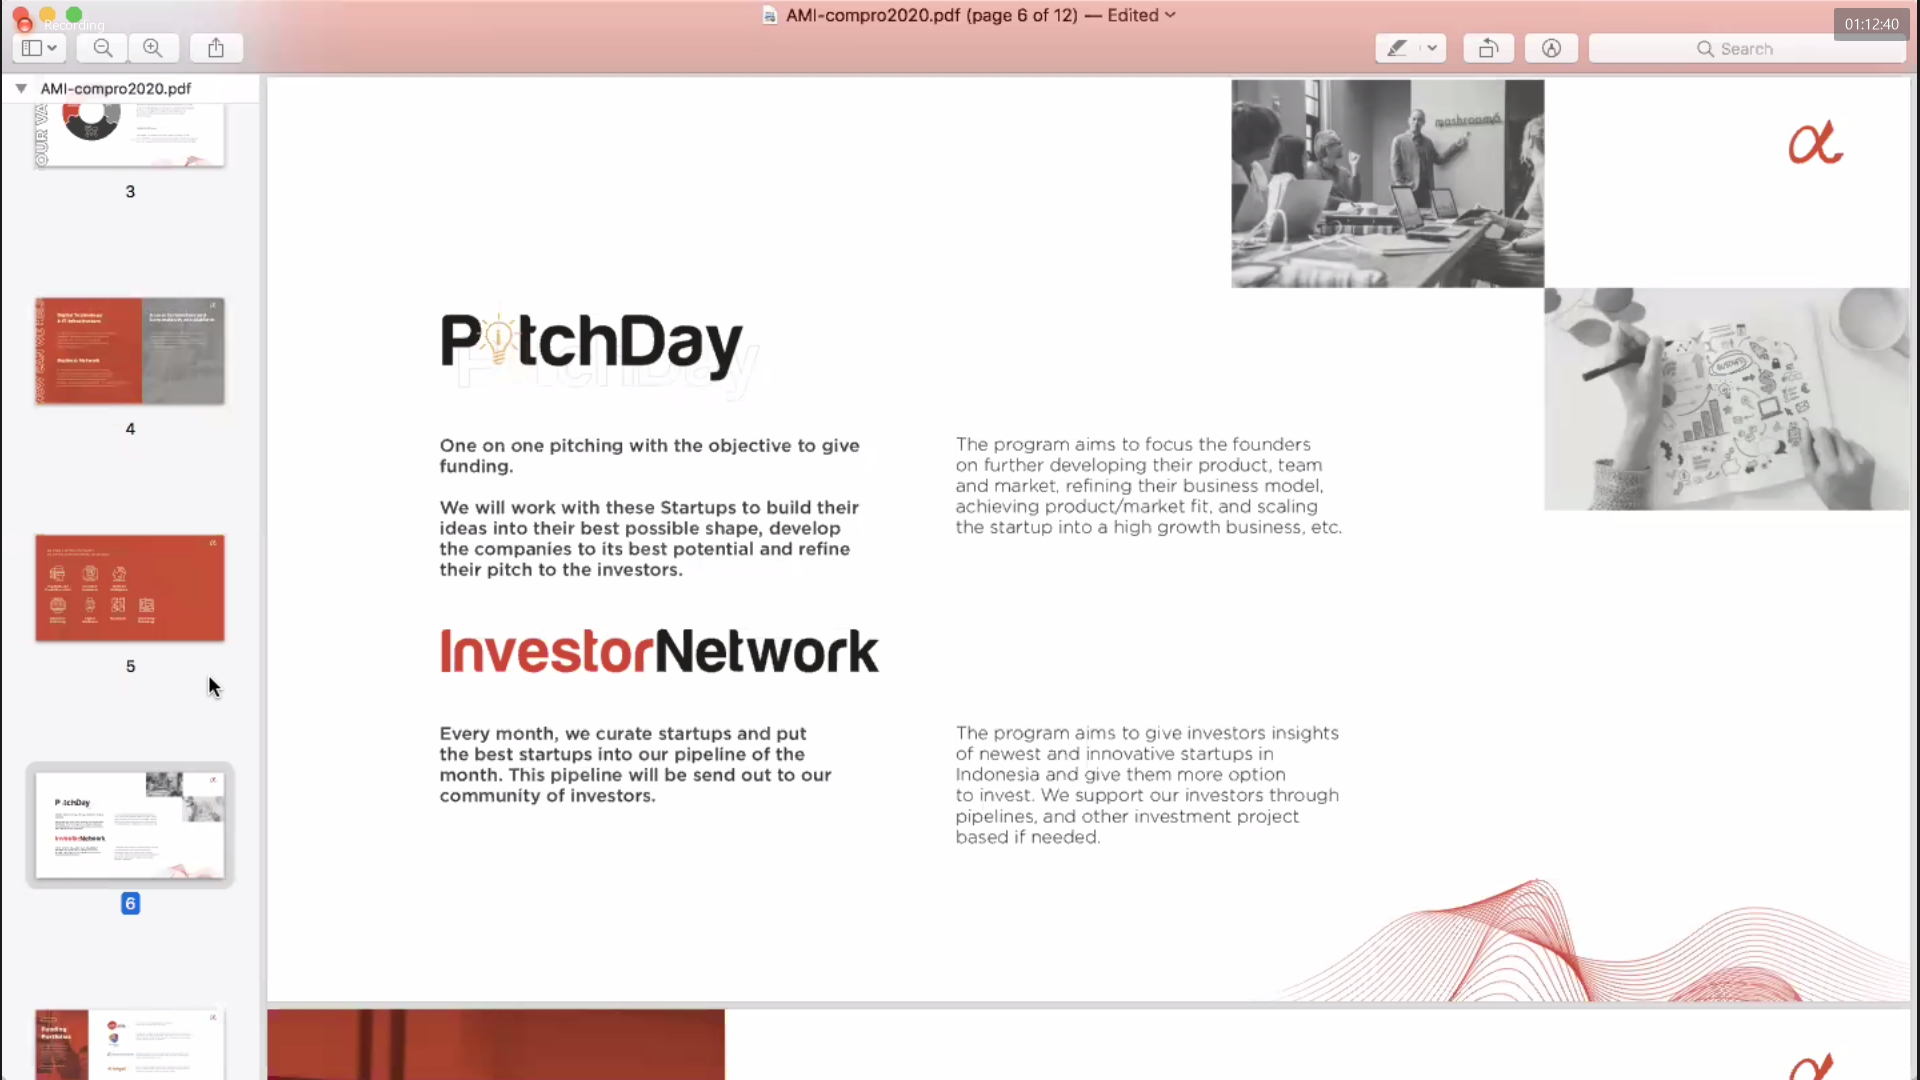 Recording
AMI-compro2020.pdf (page 6 of 12) — Edited
01:12:40
Search
AMI-compro2020.pdf
OUR VA
3
4
5
PitchDay
InvestorNetwork
6
Funding
Portfolios
mashroom6
α
PitchDay
One on one pitching with the objective to give
funding.
We will work with these Startups to build their
ideas into their best possible shape, develop
the companies to its best potential and refine
their pitch to the investors.
The program aims to focus the founders
on further developing their product, team
and market, refining their business model,
achieving product/market fit, and scaling
the startup into a high growth business, etc.
InvestorNetwork
Every month, we curate startups and put
the best startups into our pipeline of the
month. This pipeline will be send out to our
community of investors.
The program aims to give investors insights
of newest and innovative startups in
Indonesia and give them more option
to invest. We support our investors through
pipelines, and other investment project
based if needed.